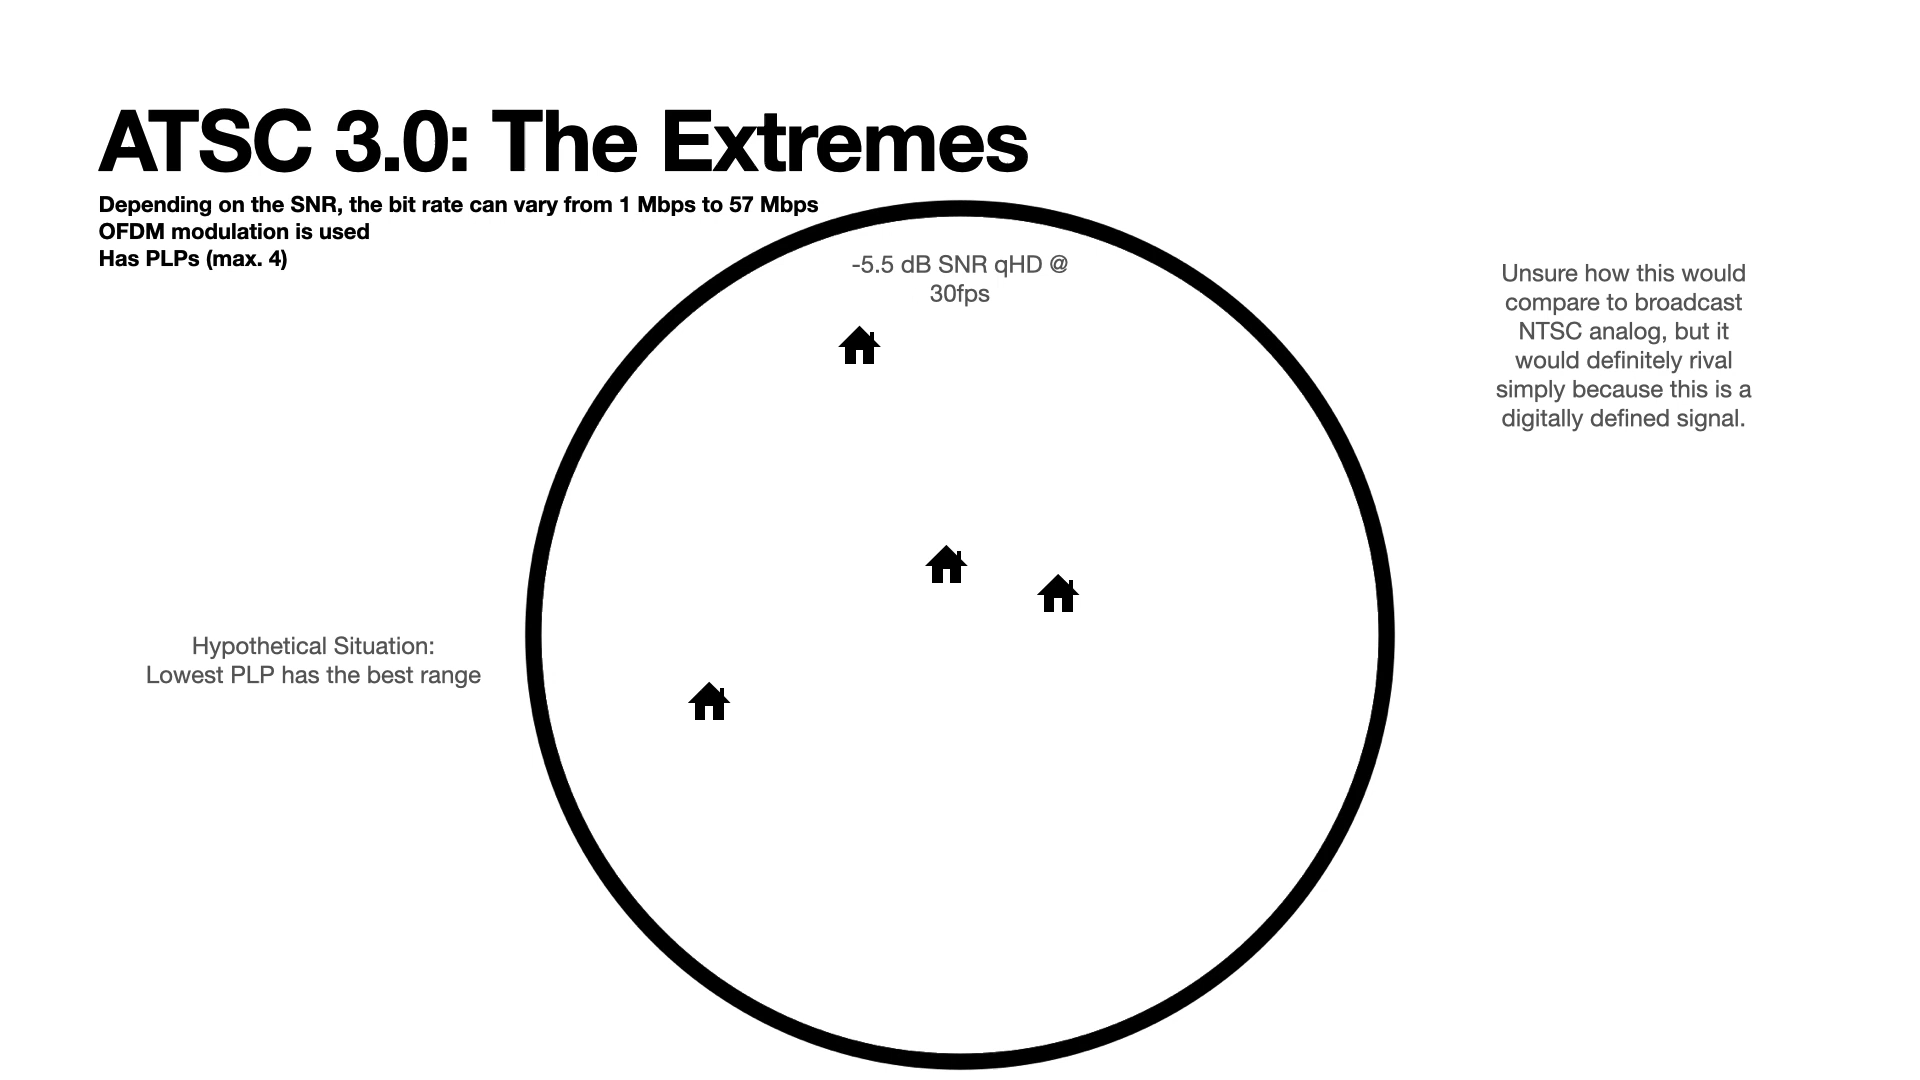 ATSC 3.0: The Extremes
Depending on the SNR, the bit rate can vary from 1 Mbps to 57 Mbps
OFDM modulation is used
Has PLPs (max. 4)
-5.5 dB SNR qHD @
30fps
Unsure how this would
compare to broadcast
NTSC analog, but it
would definitely rival
simply because this is a
digitally defined signal.
Hypothetical Situation:
Lowest PLP has the best range